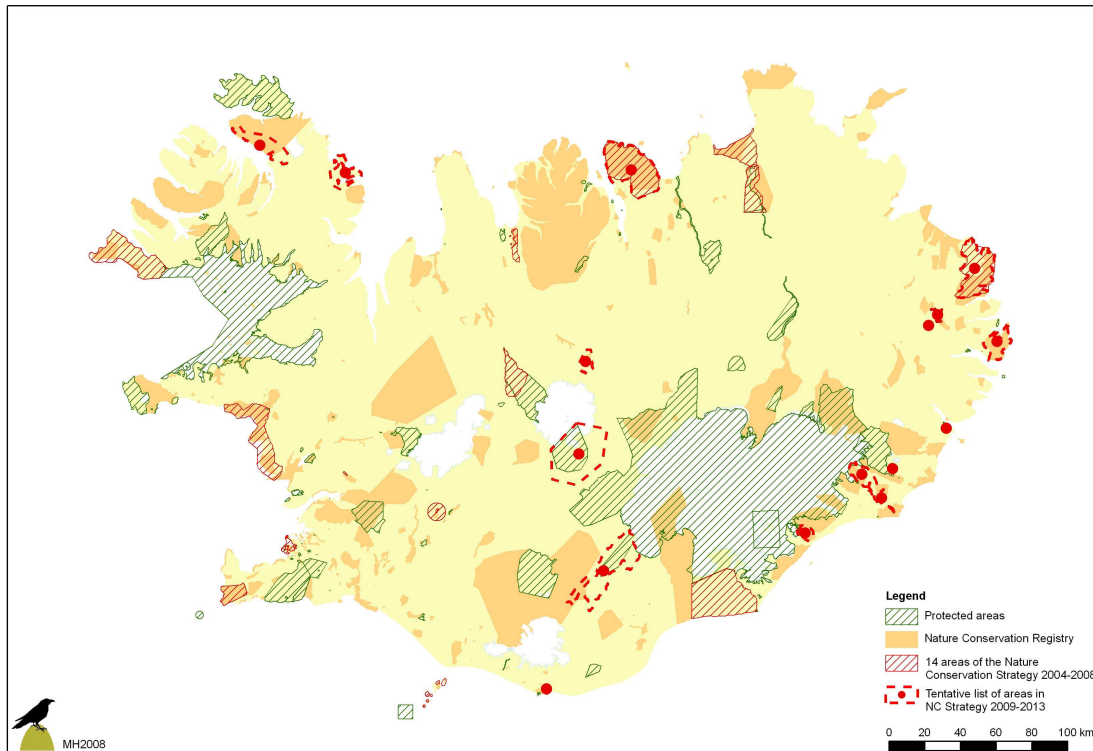 Legend
Protected areas
Nature Conservation Registry
14 areas of the Nature
Conservation Strategy 2004-2008
Tentative list of areas in
NC Strategy 2009-2013
0 20 40 60 80 100 km
MH2008